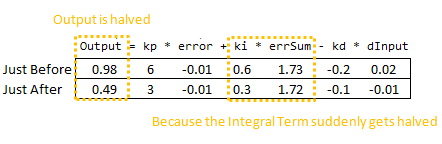 Output is halved
Output = kp * error + ki * errSum - kd * dInput
Just Before 0.98 6 -0.01 0.6 1.73 -0.2 0.02
Just After 0.49 3 -0.01 0.3 1.72 -0.1 -0.01
Because the Integral Term suddenly gets halved